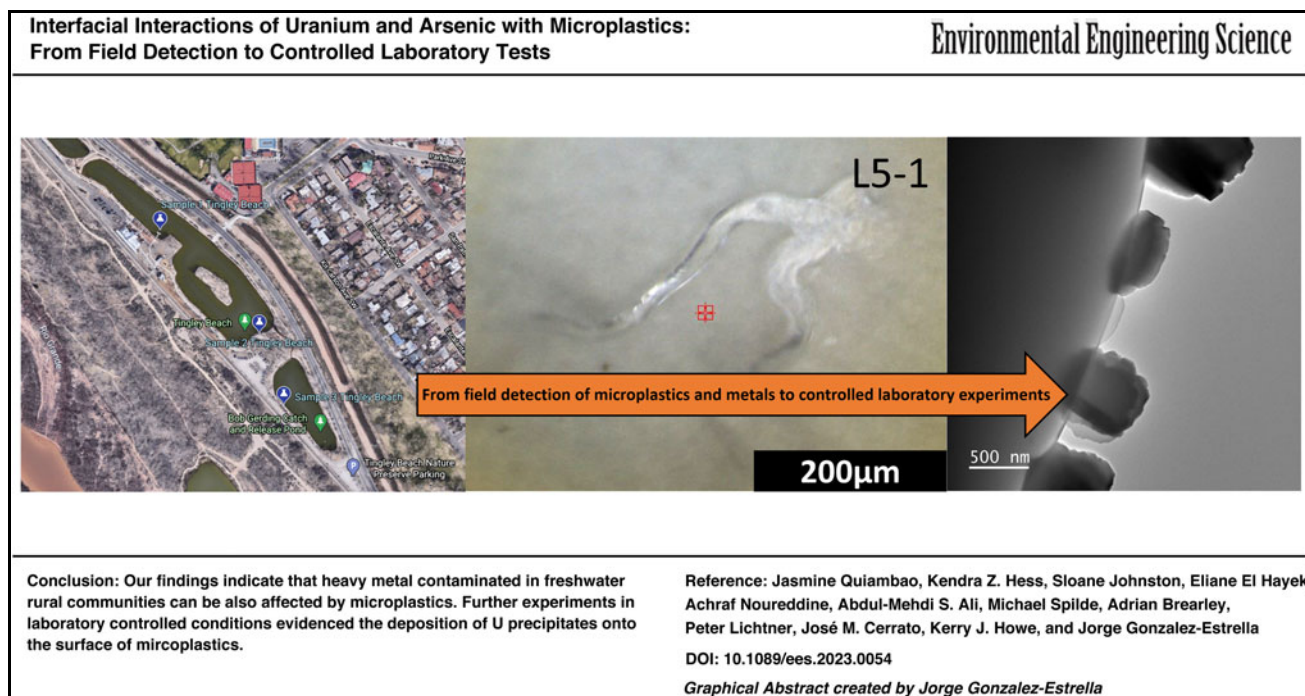 Interfacial Interactions of Uranium and Arsenic with Microplastics:
From Field Detection to Controlled Laboratory Tests
Environmental Engineering Science
Sample 1 Tingley Beach
Tingley Beach
Sample 2 Tingley Beach
Sample 3 Tingley Beach
Bob Gerding Catch
and Release Pond
Tingley Beach Nature
Preserve Parking
Rio Grande
L5-1
200µm
From field detection of microplastics and metals to controlled laboratory experiments
500 nm
Conclusion: Our findings indicate that heavy metal contaminated in freshwater
rural communities can be also affected by microplastics. Further experiments in
laboratory controlled conditions evidenced the deposition of U precipitates onto
the surface of mircoplastics.
Reference: Jasmine Quiambao, Kendra Z. Hess, Sloane Johnston, Eliane El Hayek
Achraf Noureddine, Abdul-Mehdi S. Ali, Michael Spilde, Adrian Brearley,
Peter Lichtner, José M. Cerrato, Kerry J. Howe, and Jorge Gonzalez-Estrella
DOI: 10.1089/ees.2023.0054
Graphical Abstract created by Jorge Gonzalez-Estrella